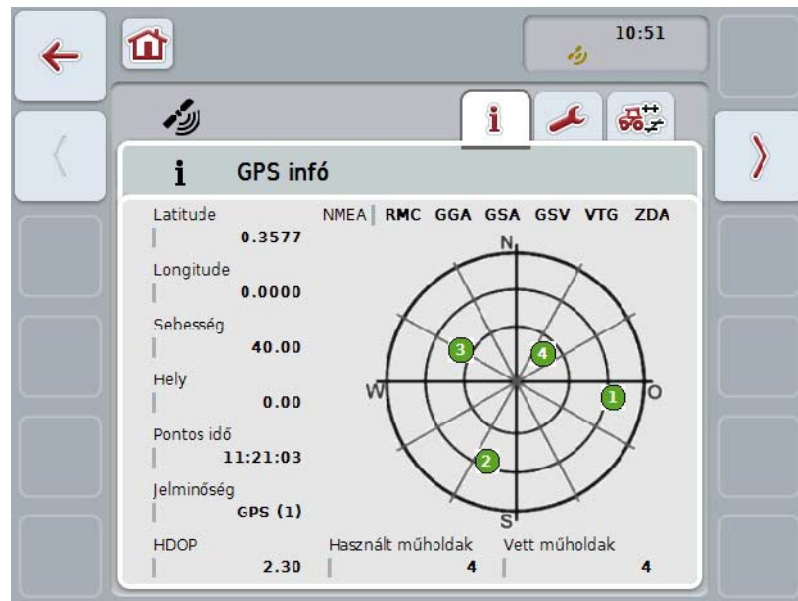 10:51
i
i GPS infó
Latitude
0.3577
Longitude
0.0000
Sebesség
40.00
Hely
0.00
Pontos idő
11:21:03
Jelminőség
GPS (1)
HDOP
2.30
NMEA RMC GGA GSA GSV VTG ZDA
N
3
4
W
1
O
2
S
Használt műholdak
4
Vett műholdak
4